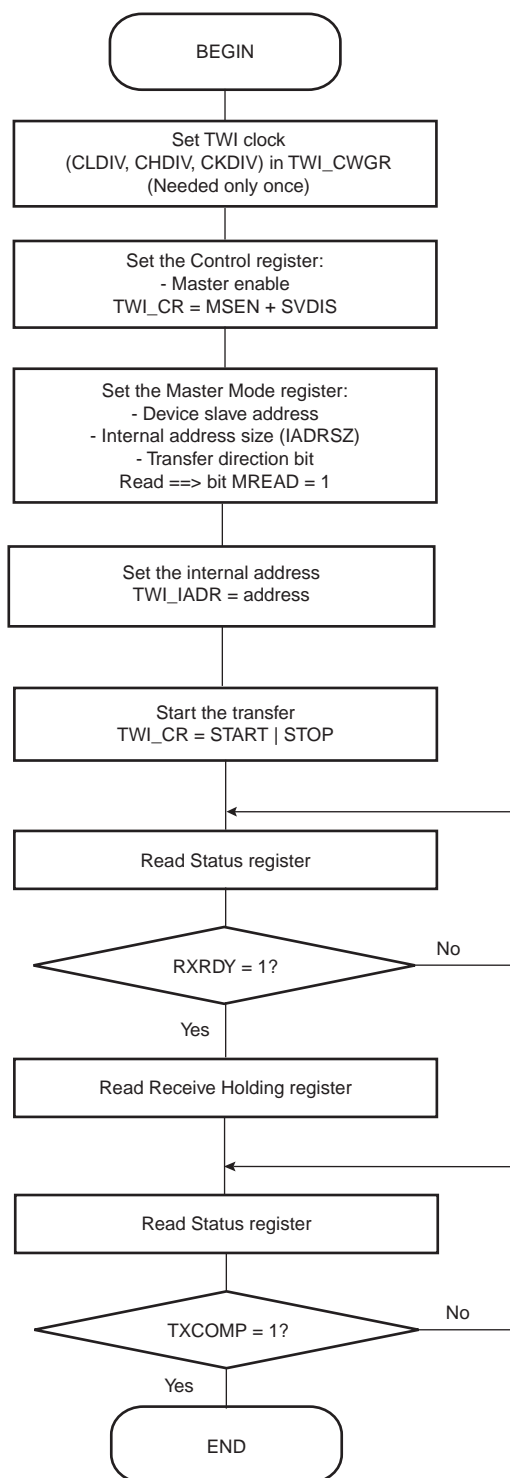 BEGIN
Set TWI clock
(CLDIV, CHDIV, CKDIV) in TWI_CWGR
(Needed only once)
Set the Control register:
- Master enable
TWI_CR = MSEN + SVDIS
Set the Master Mode register:
- Device slave address
- Internal address size (IADRSZ)
- Transfer direction bit
Read ==> bit MREAD = 1
Set the internal address
TWI_IADR = address
Start the transfer
TWI_CR = START | STOP
Read Status register
RXRDY = 1?
No
Yes
Read Receive Holding register
Read Status register
TXCOMP = 1?
No
Yes
END